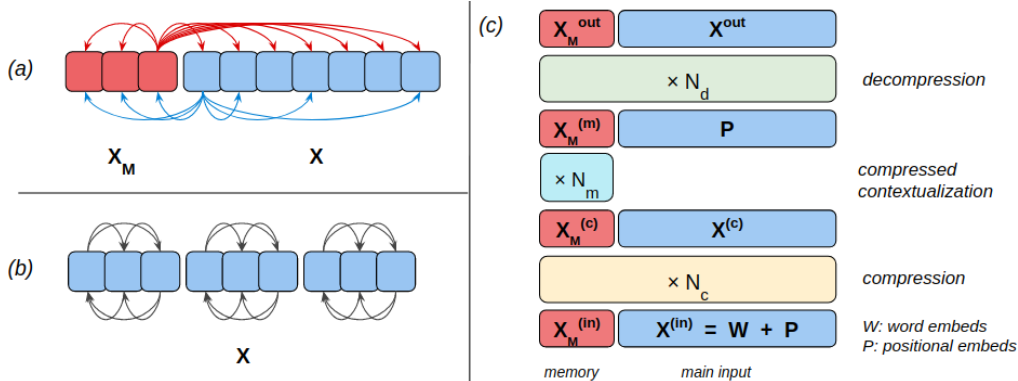 (a)
X_M X
(b)
X
(c)
X_M^out X^out
× N_d decompression
X_M^(m) P
× N_m compressed
contextualization
X_M^(c) X^(c)
× N_c compression
X_M^(in) X^(in) = W + P
W: word embeds
P: positional embeds
memory main input